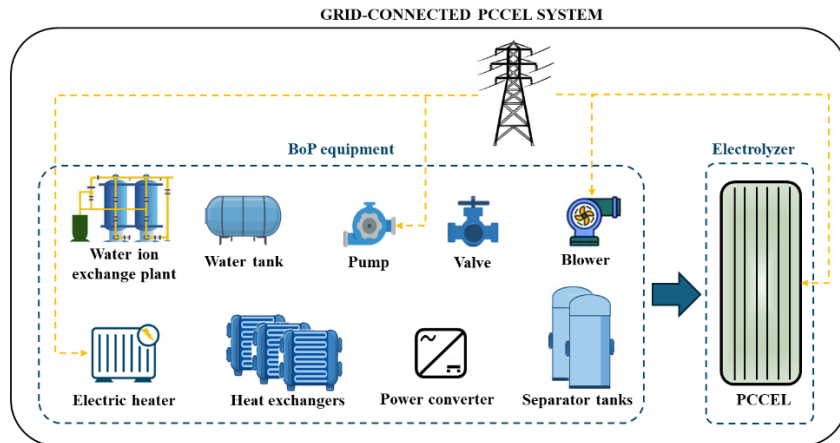 GRID-CONNECTED PCCEL SYSTEM
BoP equipment
Electrolyzer
Water ion
exchange plant
Water tank
Pump
Valve
Blower
Electric heater
Heat exchangers
Power converter
Separator tanks
PCCEL